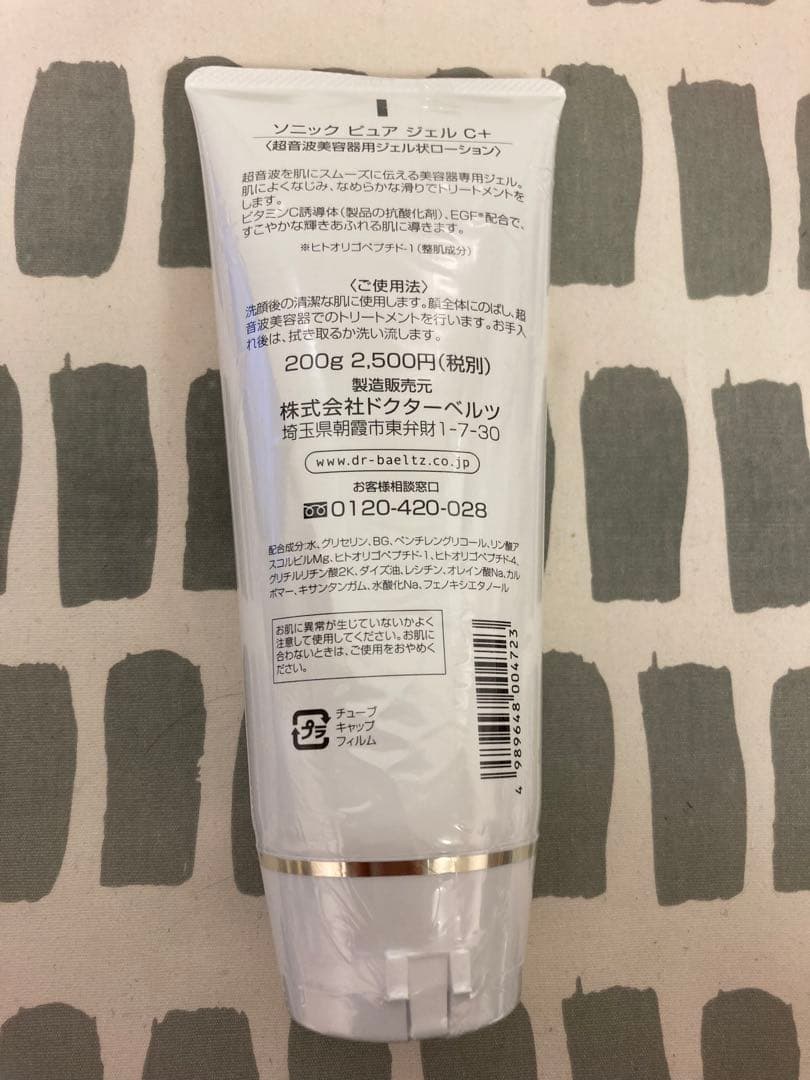 ソニック ピュア ジェル C+
〈超音波美容器用ジェル状ローション〉
超音波を肌にスムーズに伝える美容器専用ジェル。
肌によくなじみ、なめらかな滑りでトリートメントを
します。
ビタミンC誘導体(製品の抗酸化剤)、EGF※配合で、
すこやかな輝きあふれる肌に導きます。
※ヒトオリゴペプチド-1(整肌成分)
〈ご使用法〉
洗顔後の清潔な肌に使用します。顔全体にのばし、超
音波美容器でのトリートメントを行います。お手入
れ後は、拭き取るか洗い流します。
200g 2,500円(税別)
製造販売元
株式会社ドクターベルツ
埼玉県朝霞市東弁財1-7-30
www.dr-baeltz.co.jp
お客様相談窓口
0120-420-028
配合成分:水、グリセリン、BG、ペンチレングリコール、リン酸ア
スコルビルMg、ヒトオリゴペプチド-1、ヒトオリゴペプチド-4、
グリチルリチン酸2K、ダイズ油、レシチン、オレイン酸Na、カル
ボマー、キサンタンガム、水酸化Na、フェノキシエタノール
お肌に異常が生じていないかよく
注意して使用してください。お肌に
合わないときは、ご使用をおやめく
ださい。
プラ
チューブ
キャップ
フィルム
4 989648 004723